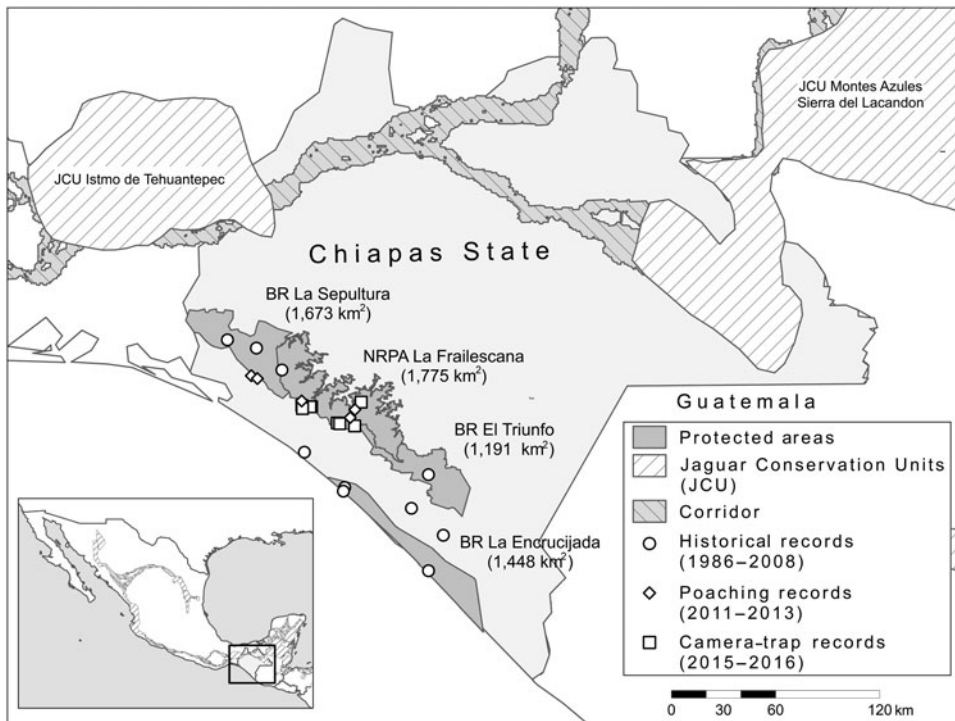 JCU Montes Azules
Sierra del Lacandon
JCU Istmo de Tehuantepec
Chiapas State
BR La Sepultura
(1,673 km²)
NRPA La Frailescana
(1,775 km²)
BR El Triunfo
(1,191 km²)
BR La Encrucijada
(1,448 km²)
Guatemala
Protected areas
Jaguar Conservation Units
(JCU)
Corridor
Historical records
(1986–2008)
Poaching records
(2011–2013)
Camera-trap records
(2015–2016)
0 30 60 120 km